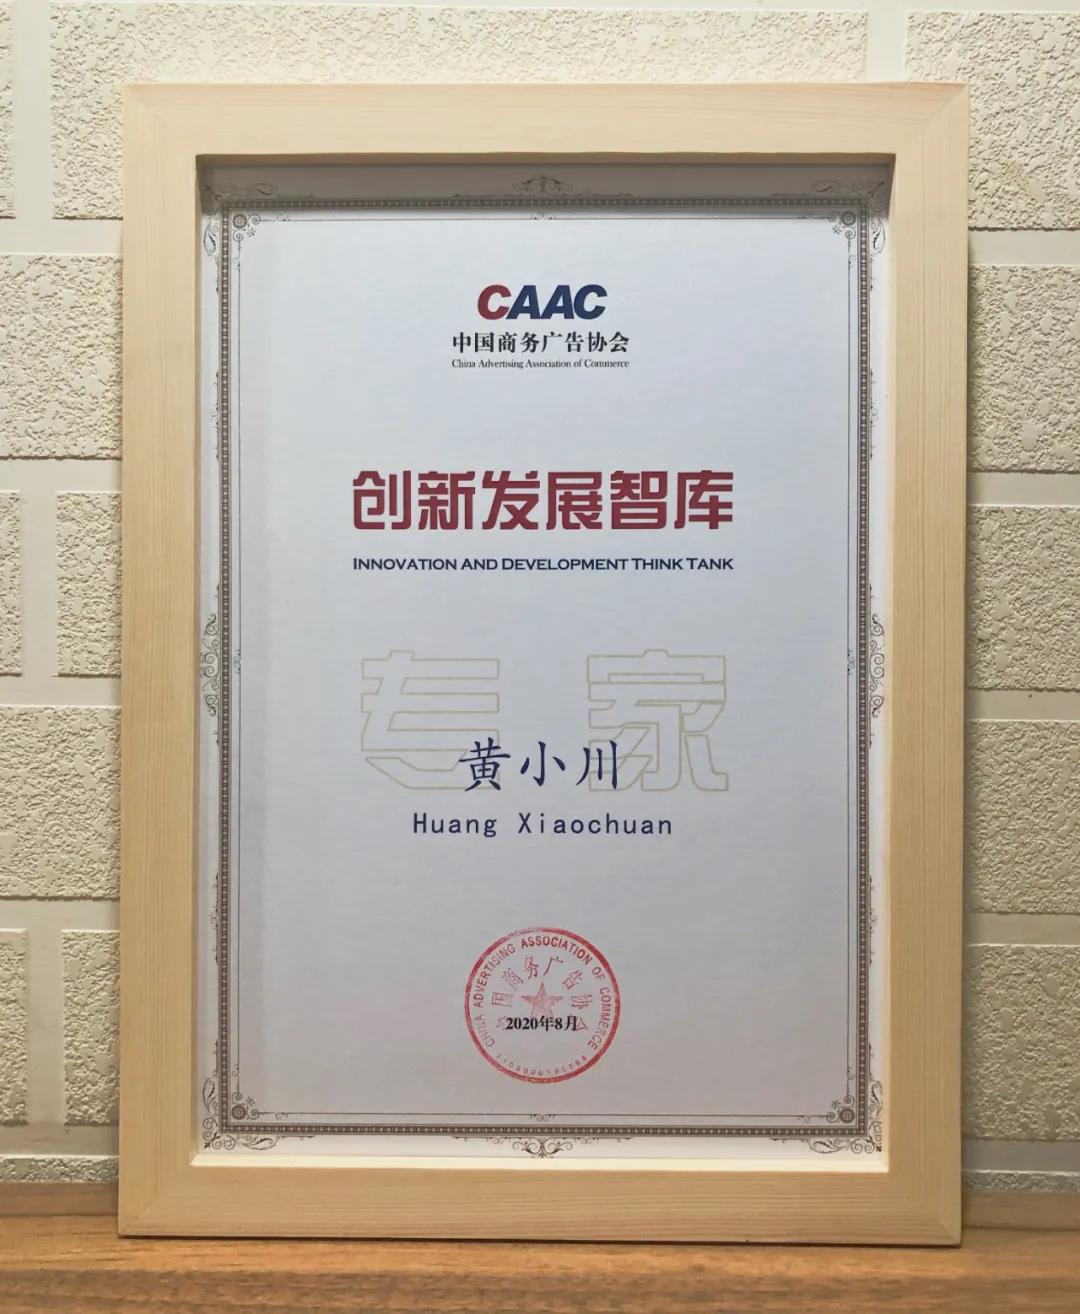 CAAC
中国商务广告协会
China Advertising Association of Commerce
创新发展智库
INNOVATION AND DEVELOPMENT THINK TANK
专家
黄小川
Huang Xiaochuan
CHINA ADVERTISING ASSOCIATION OF COMMERCE
中国商务广告协会
2020年8月